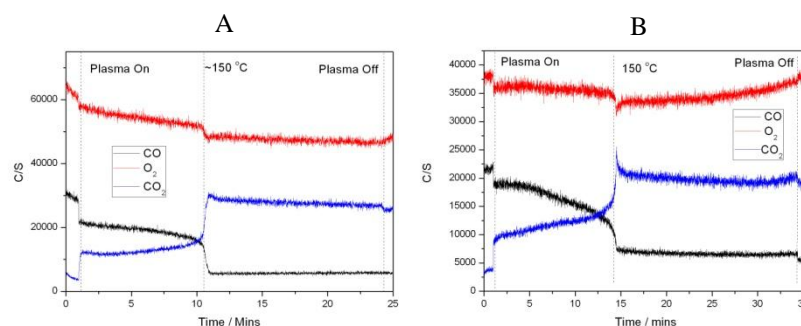 A
B
Plasma On
~150 °C
Plasma Off
60000
40000
20000
0
C/S
CO
O2
CO2
0
5
10
15
20
25
Time / Mins
Plasma On
150 °C
Plasma Off
40000
35000
30000
25000
20000
15000
10000
5000
0
C/S
CO
O2
CO2
0
5
10
15
20
25
30
Time / mins